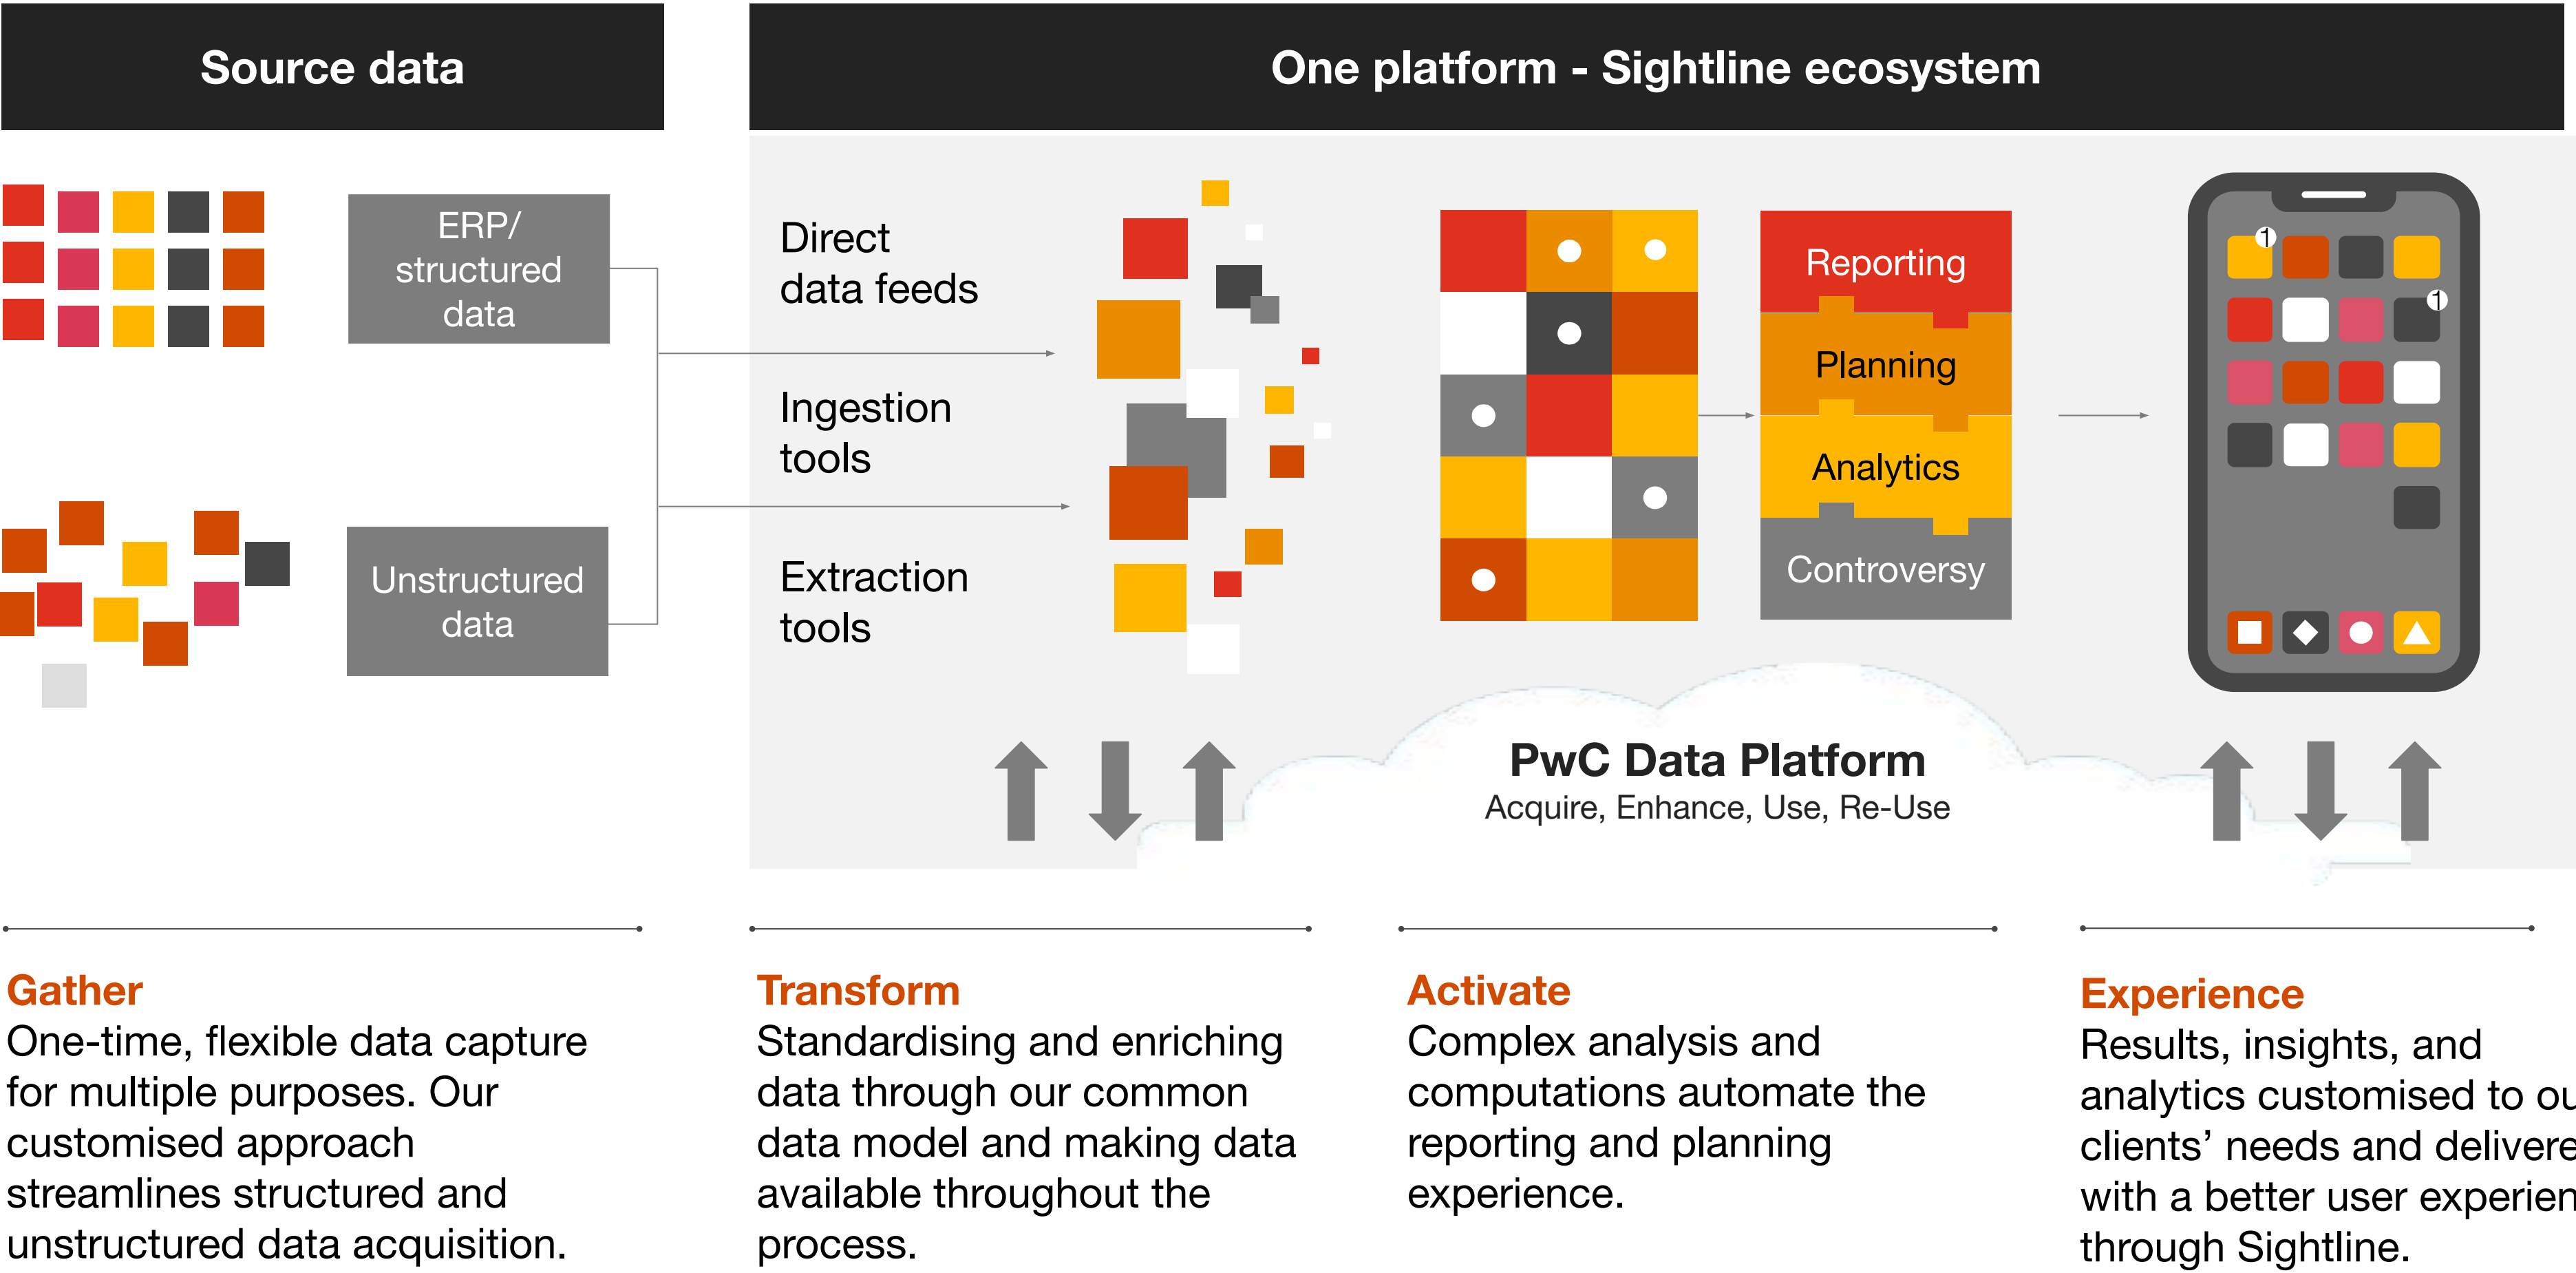 Source data
One platform - Sightline ecosystem
ERP/
structured
data
Unstructured
data
Direct
data feeds
Ingestion
tools
Extraction
tools
Reporting
Planning
Analytics
Controversy
1
1
PwC Data Platform
Acquire, Enhance, Use, Re-Use
Gather
One-time, flexible data capture
for multiple purposes. Our
customised approach
streamlines structured and
unstructured data acquisition.
Transform
Standardising and enriching
data through our common
data model and making data
available throughout the
process.
Activate
Complex analysis and
computations automate the
reporting and planning
experience.
Experience
Results, insights, and
analytics customised to ou
clients’ needs and delivere
with a better user experien
through Sightline.